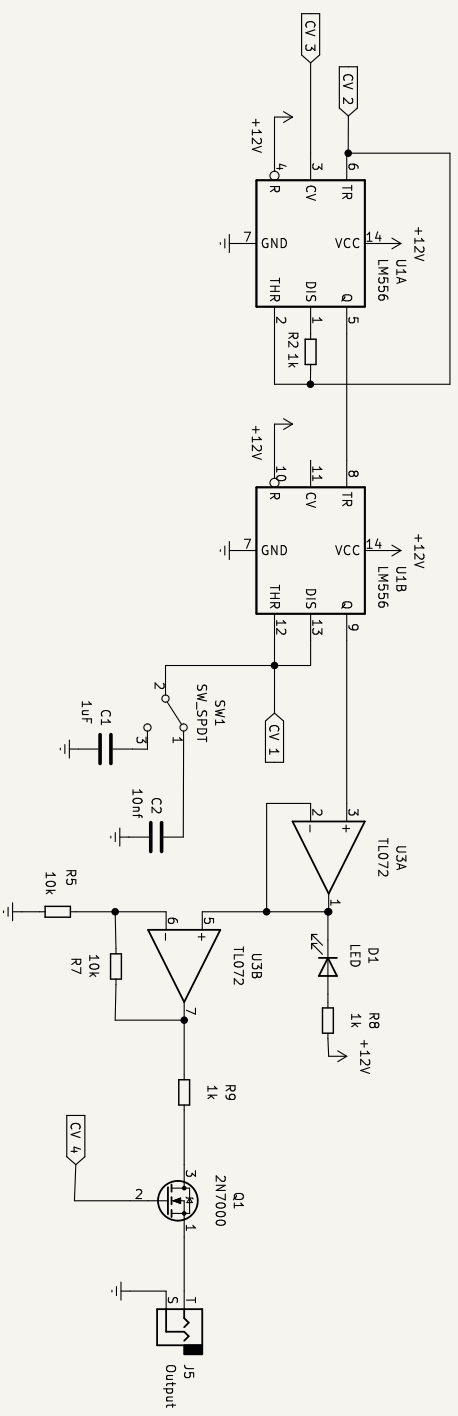 CV 3
CV 2
+12V
4
3
6
R
CV
TR
7
GND
VCC
14
+12V
U1A
LM556
THR
DIS
Q
2
1
5
R2
1k
+12V
10
11
8
R
CV
TR
7
GND
VCC
14
+12V
U1B
LM556
THR
DIS
Q
12
13
9
2
SW1
SW_SPDT
3
1
C1
1uF
CV 1
C2
10nf
2
3
−
+
U3A
TL072
1
R5
10k
6
5
−
+
U3B
TL072
7
10k
R7
D1
LED
R8
1k
+12V
R9
1k
CV 4
2
3
Q1
2N7000
1
S
T
J5
Output